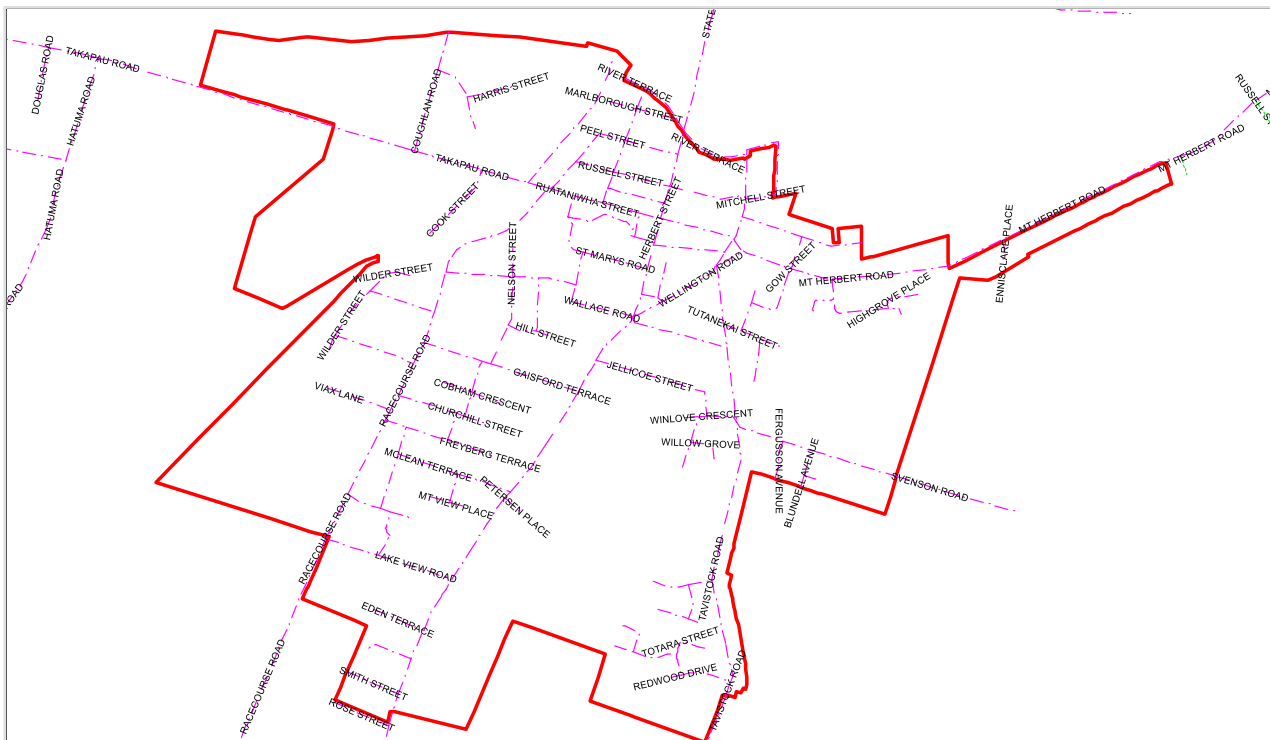 STATE
TAKAPAU ROAD
DOUGLAS ROAD
HATUMA ROAD
HATUMA ROAD
ROAD
COUGHLAN ROAD
HARRIS STREET
RIVER TERRACE
MARLBOROUGH STREET
PEEL STREET
RIVER TERRACE
RUSSELL STREET
TAKAPAU ROAD
RUATANIWHA STREET
MITCHELL STREET
COOK STREET
HERBERT STREET
NELSON STREET
ST MARYS ROAD
WELLINGTON ROAD
GOW STREET
MT HERBERT ROAD
HIGHGROVE PLACE
ENNISCLARE PLACE
MT HERBERT ROAD
MT HERBERT ROAD
RUSSELL S
WILDER STREET
WILDER STREET
WALLACE ROAD
TUTANEKAI STREET
HILL STREET
RACECOURSE ROAD
GAISFORD TERRACE
JELLICOE STREET
VIAX LANE
COBHAM CRESCENT
CHURCHILL STREET
WINLOVE CRESCENT
WILLOW GROVE
FERGUSSON AVENUE
BLUNDELL AVENUE
SVENSON ROAD
FREYBERG TERRACE
MCLEAN TERRACE
PETERSEN PLACE
MT VIEW PLACE
RACECOURSE ROAD
LAKE VIEW ROAD
TAVISTOCK ROAD
EDEN TERRACE
TOTARA STREET
REDWOOD DRIVE
TAVISTOCK ROAD
SMITH STREET
ROSE STREET
RACECOURSE ROAD